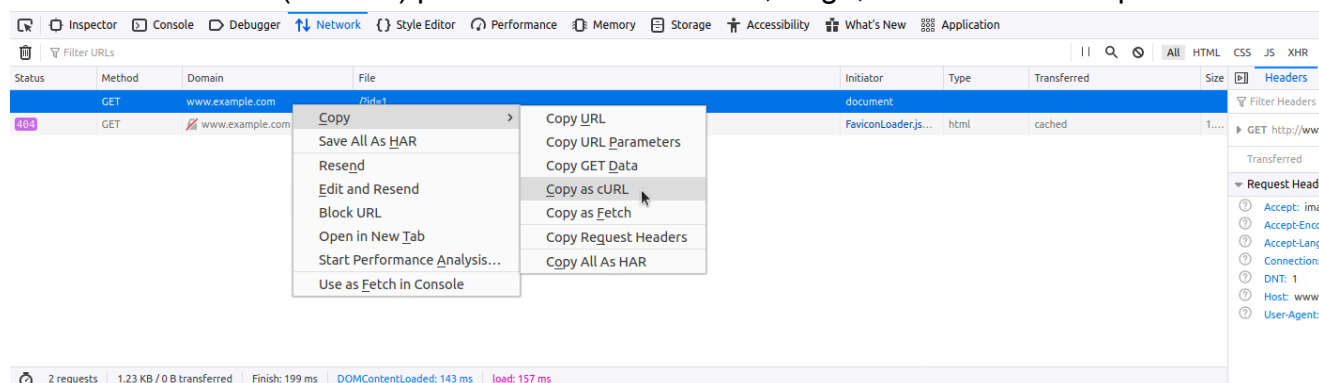 Inspector Console Debugger Network {} Style Editor Performance Memory Storage Accessibility What's New Application
Filter URLs All HTML CSS JS XHR
Status Method Domain File Initiator Type Transferred Size Headers
GET www.example.com /?id=1 document Filter Headers
404 GET www.example.com FaviconLoader.js... html cached 1.... GET http://ww
Copy
Save All As HAR
Resend
Edit and Resend
Block URL
Open in New Tab
Start Performance Analysis...
Use as Fetch in Console
Copy URL
Copy URL Parameters
Copy GET Data
Copy as cURL
Copy as Fetch
Copy Request Headers
Copy All As HAR
Transferred
Request Head
Accept: ima
Accept-Enco
Accept-Lang
Connection:
DNT: 1
Host: www
User-Agent:
2 requests 1.23 KB / 0 B transferred Finish: 199 ms DOMContentLoaded: 143 ms load: 157 ms